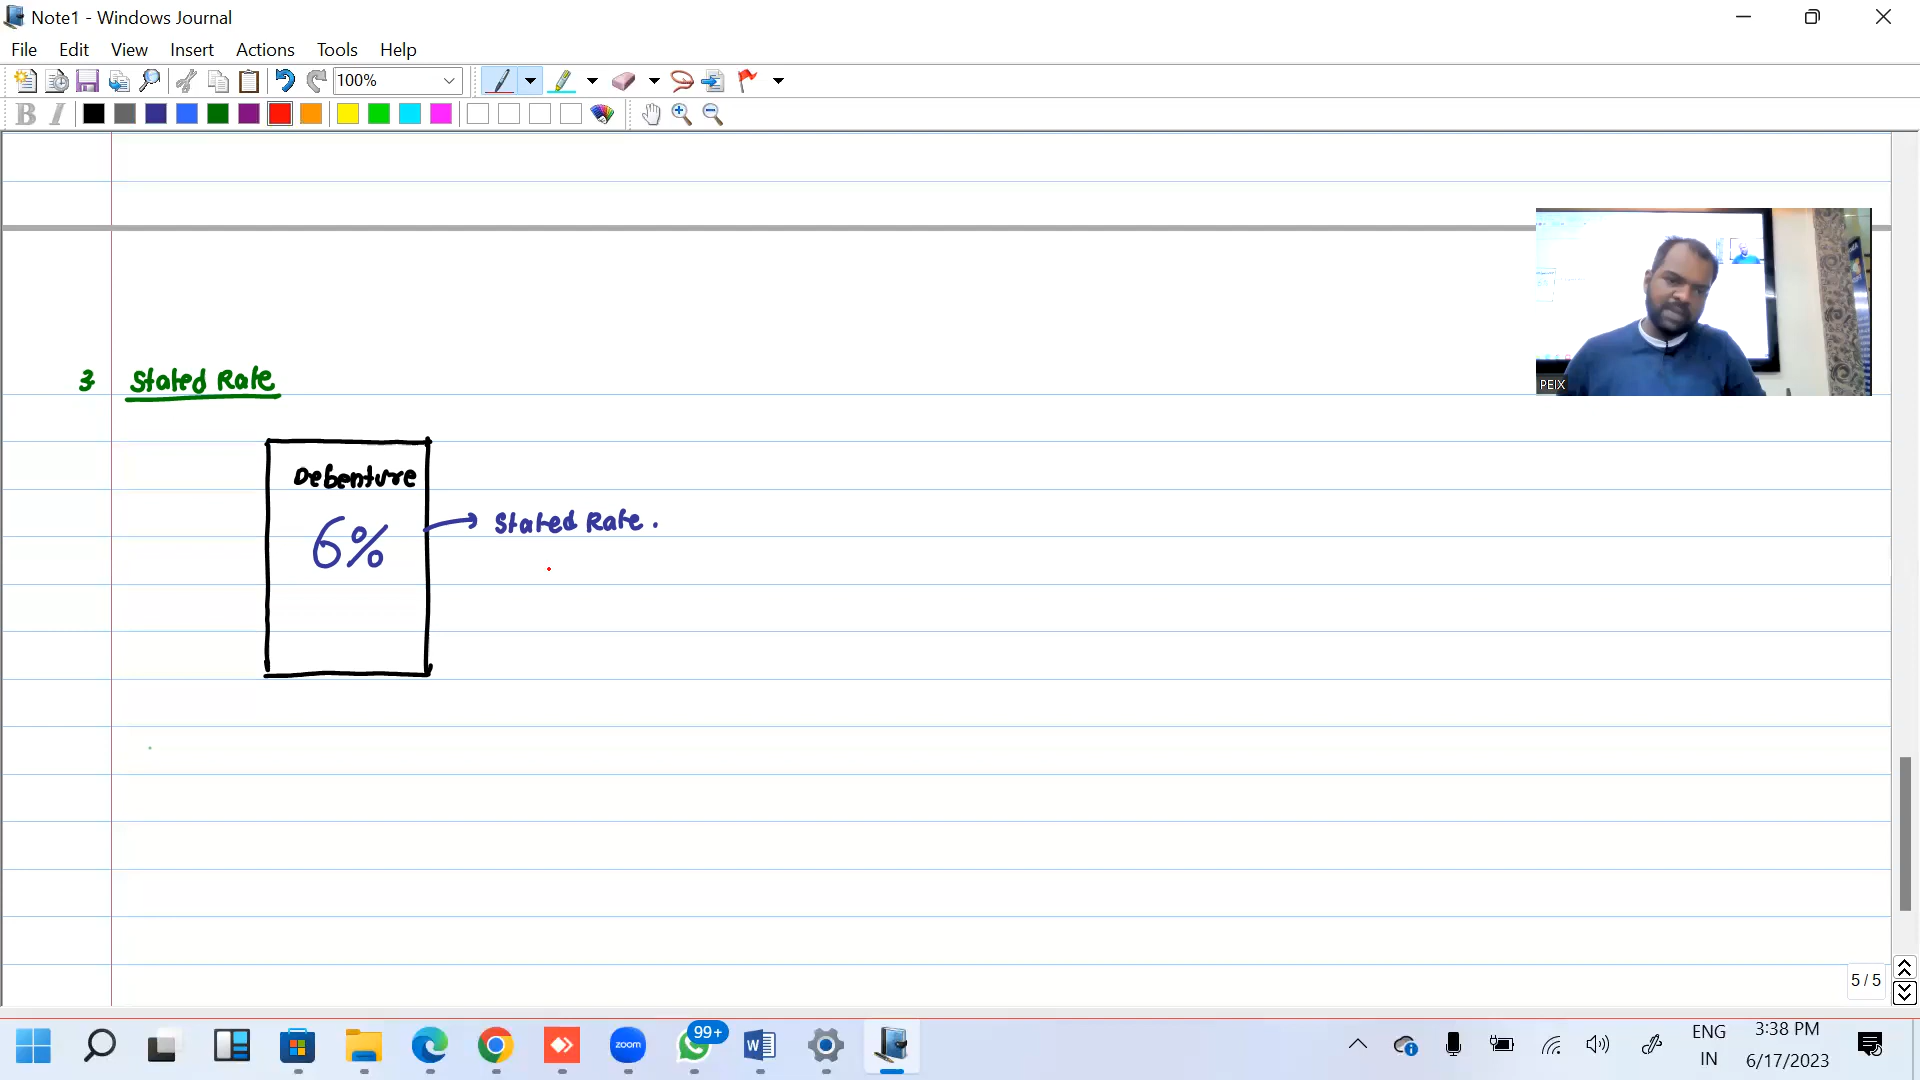 Note1 - Windows Journal
File Edit View Insert Actions Tools Help
100%
B I
PEIX
3 Stated Rate
Debenture
6%
Stated Rate.
5 / 5
99+
zoom
W
ENG
IN
3:38 PM
6/17/2023